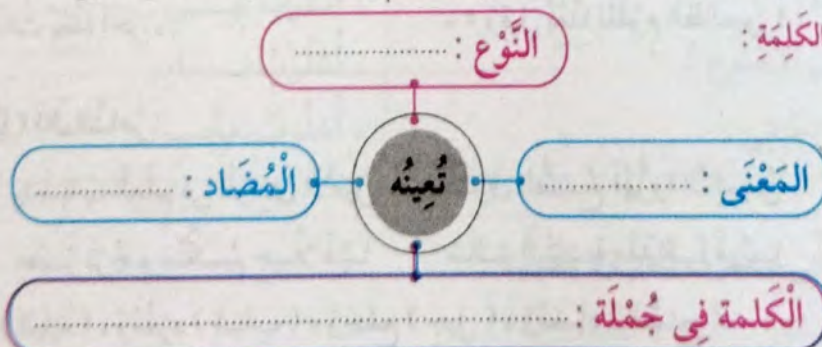 الكَلِمَةِ :
النَّوْع : ....................
المَعْنَى : ....................
تُعِينُه
الْمُضَاد : ....................
الْكَلمة فِي جُمْلَة : ....................................................................................